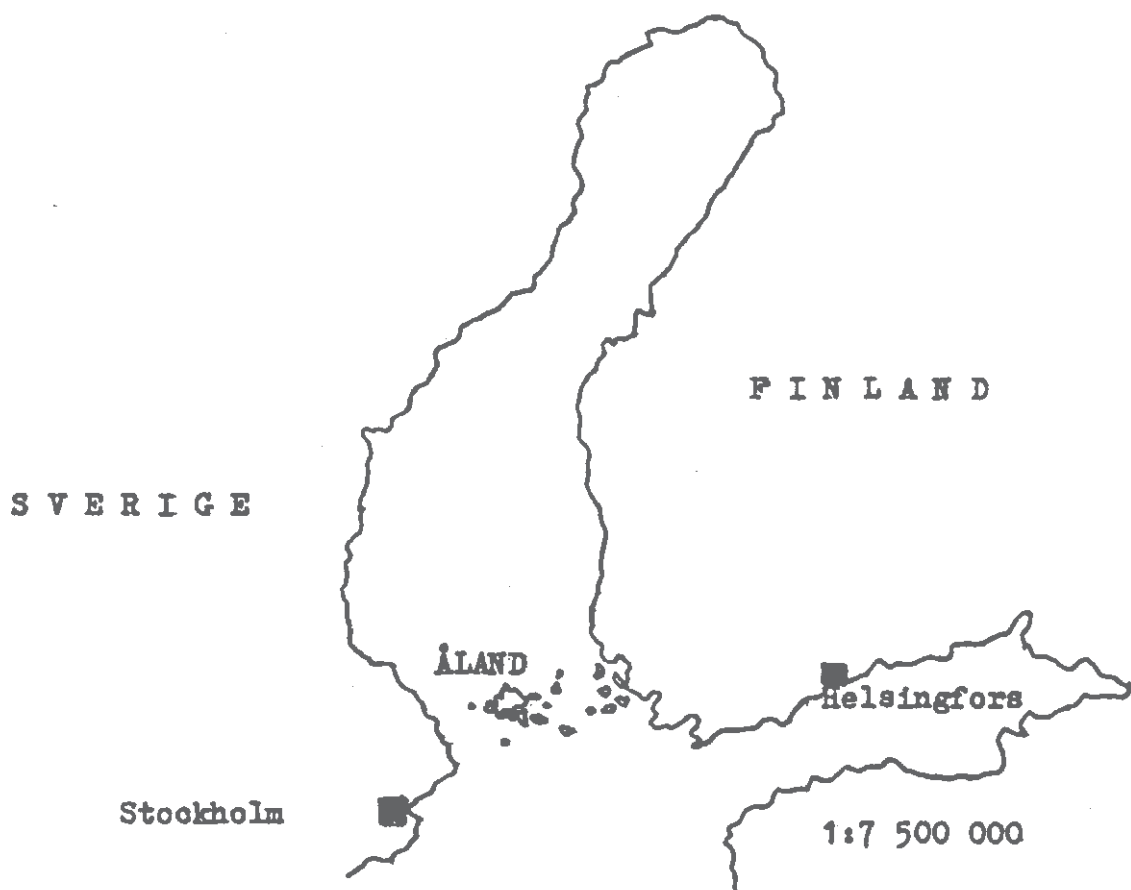 FINLAND
SVERIGE
ÅLAND
Helsingfors
Stockholm
1:7 500 000